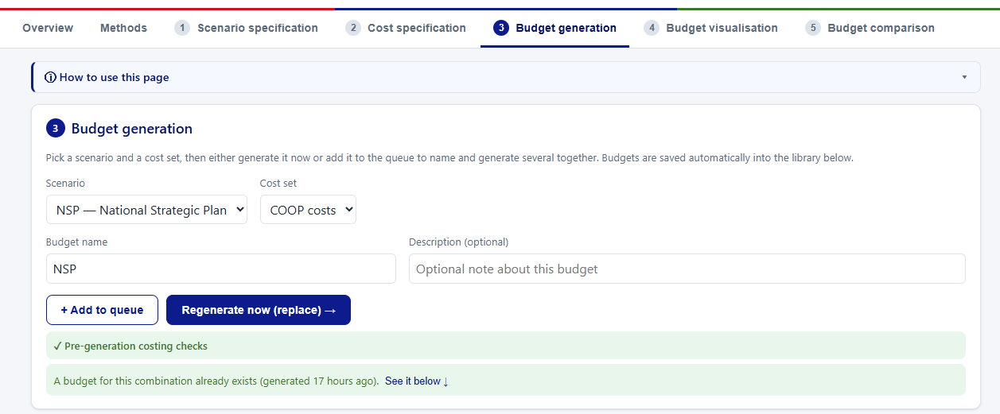 Overview Methods 1 Scenario specification 2 Cost specification 3 Budget generation 4 Budget visualisation 5 Budget comparison
ⓘ How to use this page ▼
3 Budget generation
Pick a scenario and a cost set, then either generate it now or add it to the queue to name and generate several together. Budgets are saved automatically into the library below.
Scenario Cost set
NSP — National Strategic Plan COOP costs
Budget name Description (optional)
NSP Optional note about this budget
+ Add to queue Regenerate now (replace) →
✓ Pre-generation costing checks
A budget for this combination already exists (generated 17 hours ago). See it below ↓